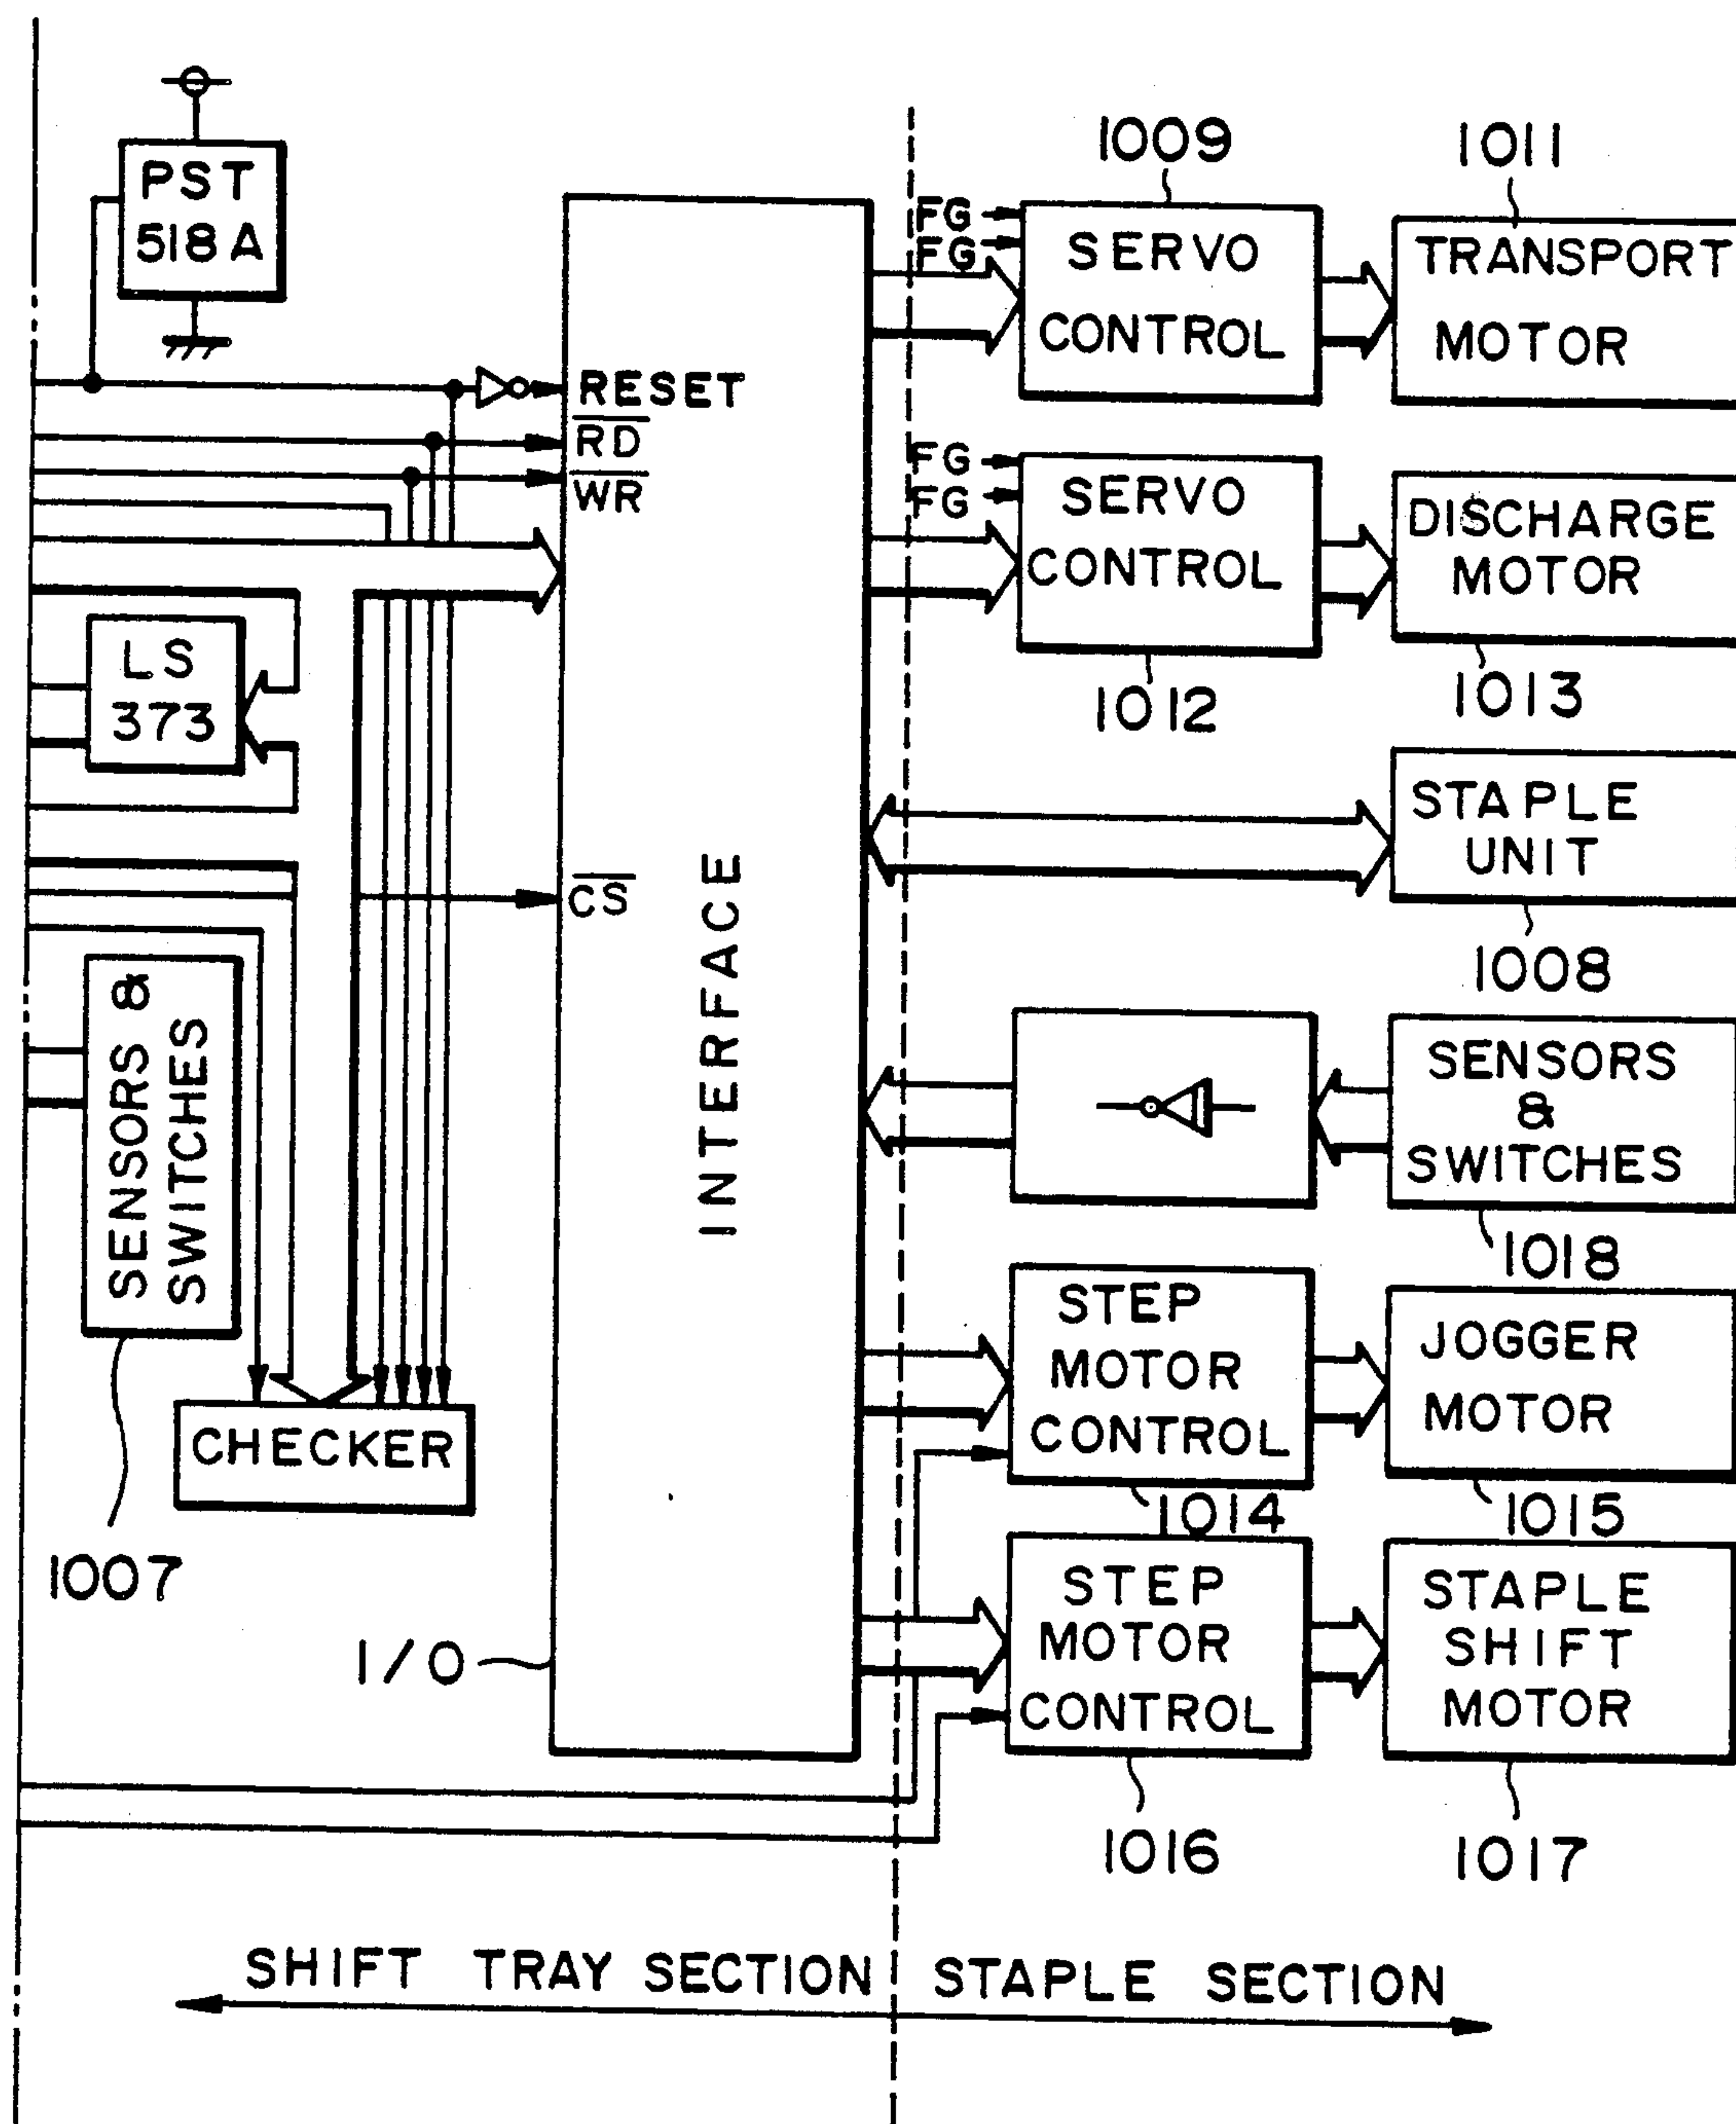 PST
518A
RESET
RD
WR
LS
373
CS
SENSORS &
SWITCHES
CHECKER
1007
I/O
INTERFACE
1009
1011
FG
FG
SERVO
CONTROL
TRANSPORT
MOTOR
FG
FG
SERVO
CONTROL
DISCHARGE
MOTOR
1012
1013
STAPLE
UNIT
1008
SENSORS
&
SWITCHES
1018
STEP
MOTOR
CONTROL
JOGGER
MOTOR
1014
1015
STEP
MOTOR
CONTROL
STAPLE
SHIFT
MOTOR
1016
1017
SHIFT TRAY SECTION
STAPLE SECTION